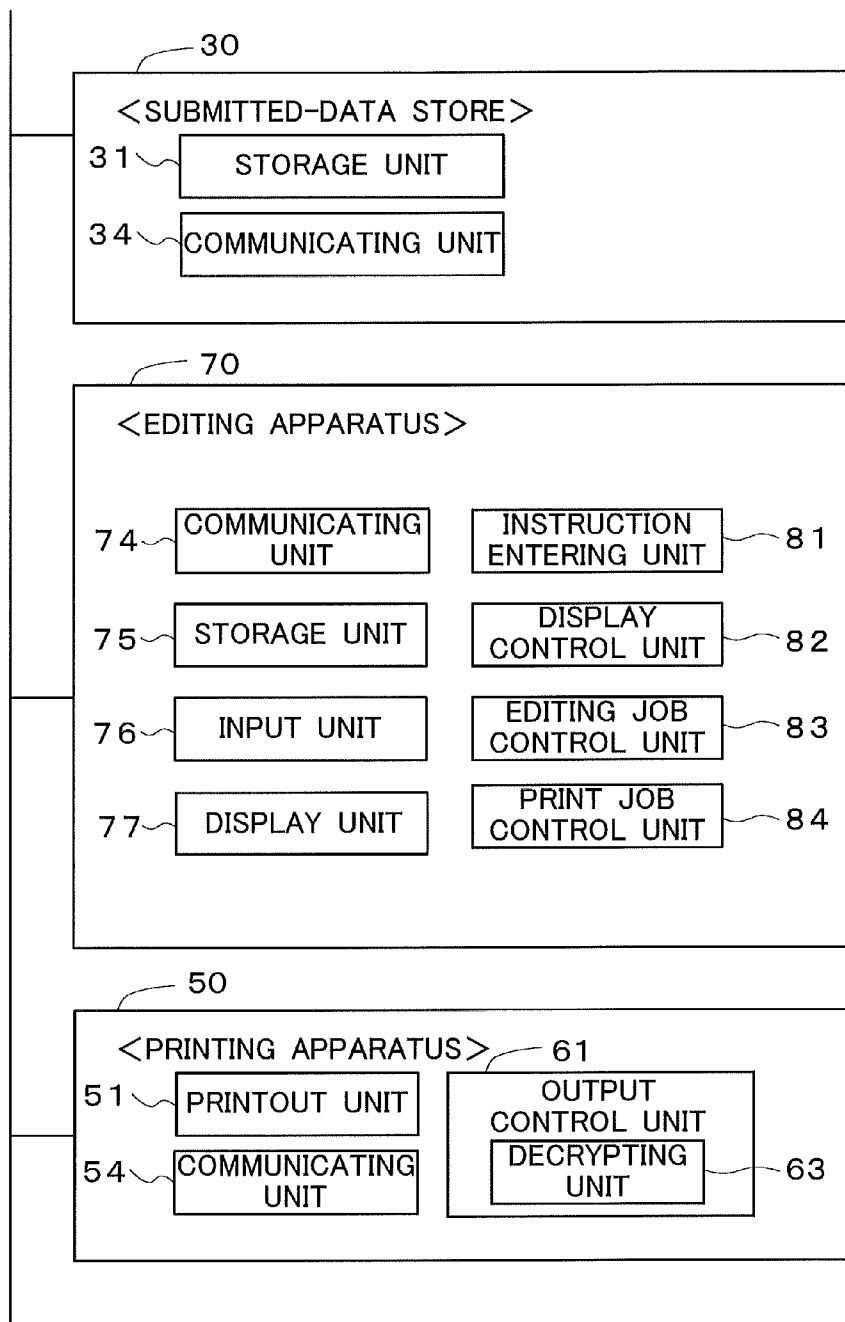 30
<SUBMITTED-DATA STORE>
31
STORAGE UNIT
34
COMMUNICATING UNIT
70
<EDITING APPARATUS>
74
COMMUNICATING
UNIT
INSTRUCTION
ENTERING UNIT
81
75
STORAGE UNIT
DISPLAY
CONTROL UNIT
82
76
INPUT UNIT
EDITING JOB
CONTROL UNIT
83
77
DISPLAY UNIT
PRINT JOB
CONTROL UNIT
84
50
<PRINTING APPARATUS>
51
PRINTOUT UNIT
54
COMMUNICATING
UNIT
61
OUTPUT
CONTROL UNIT
DECRYPTING
UNIT
63